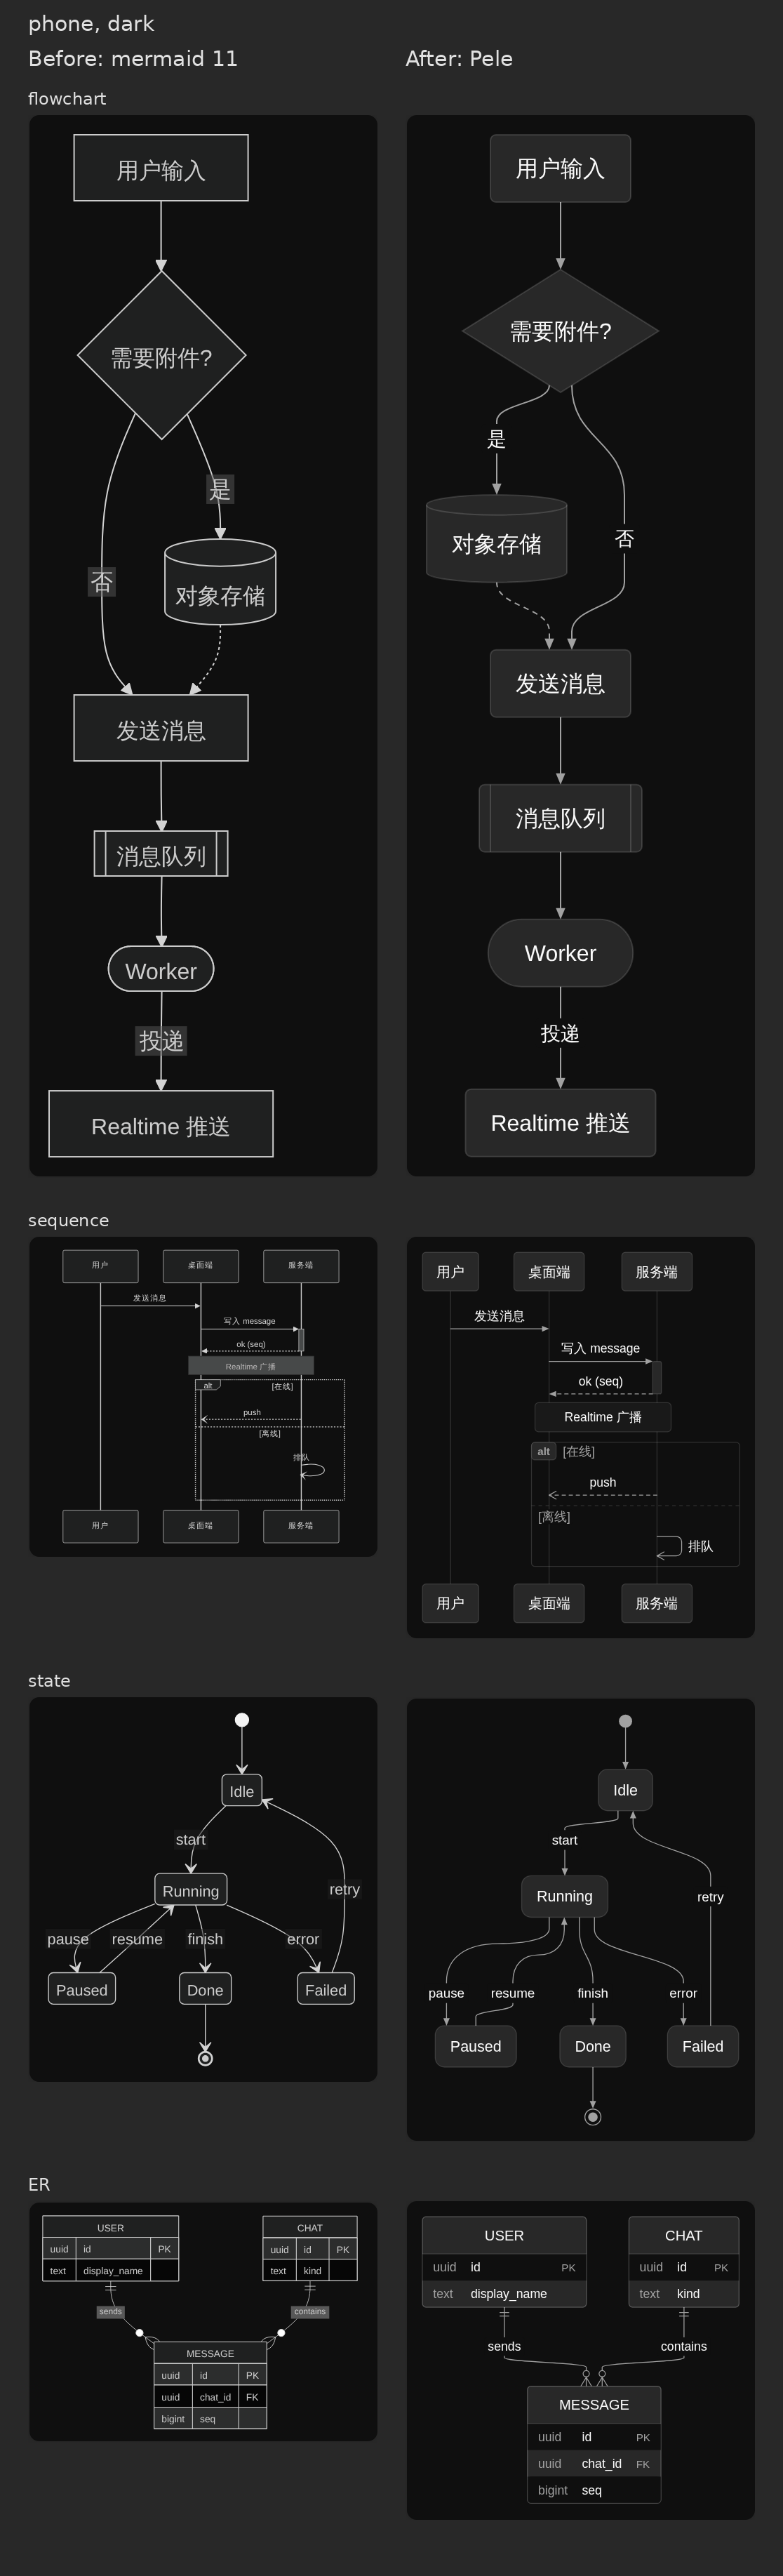 phone, dark
Before: mermaid 11
After: Pele
flowchart
用户输入
需要附件?
是
否
对象存储
发送消息
消息队列
Worker
投递
Realtime 推送
用户输入
需要附件?
是
否
对象存储
发送消息
消息队列
Worker
投递
Realtime 推送
sequence
用户 桌面端 服务端
发送消息
写入 message
ok (seq)
Realtime 广播
alt [在线]
push
[离线]
排队
用户 桌面端 服务端
用户 桌面端 服务端
发送消息
写入 message
ok (seq)
Realtime 广播
alt [在线]
push
[离线]
排队
用户 桌面端 服务端
state
Idle
start
Running
retry
pause resume finish error
Paused Done Failed
Idle
start
Running
retry
pause resume finish error
Paused Done Failed
ER
USER
uuid id PK
text display_name
CHAT
uuid id PK
text kind
sends
contains
MESSAGE
uuid id PK
uuid chat_id FK
bigint seq
USER
uuid id PK
text display_name
CHAT
uuid id PK
text kind
sends
contains
MESSAGE
uuid id PK
uuid chat_id FK
bigint seq